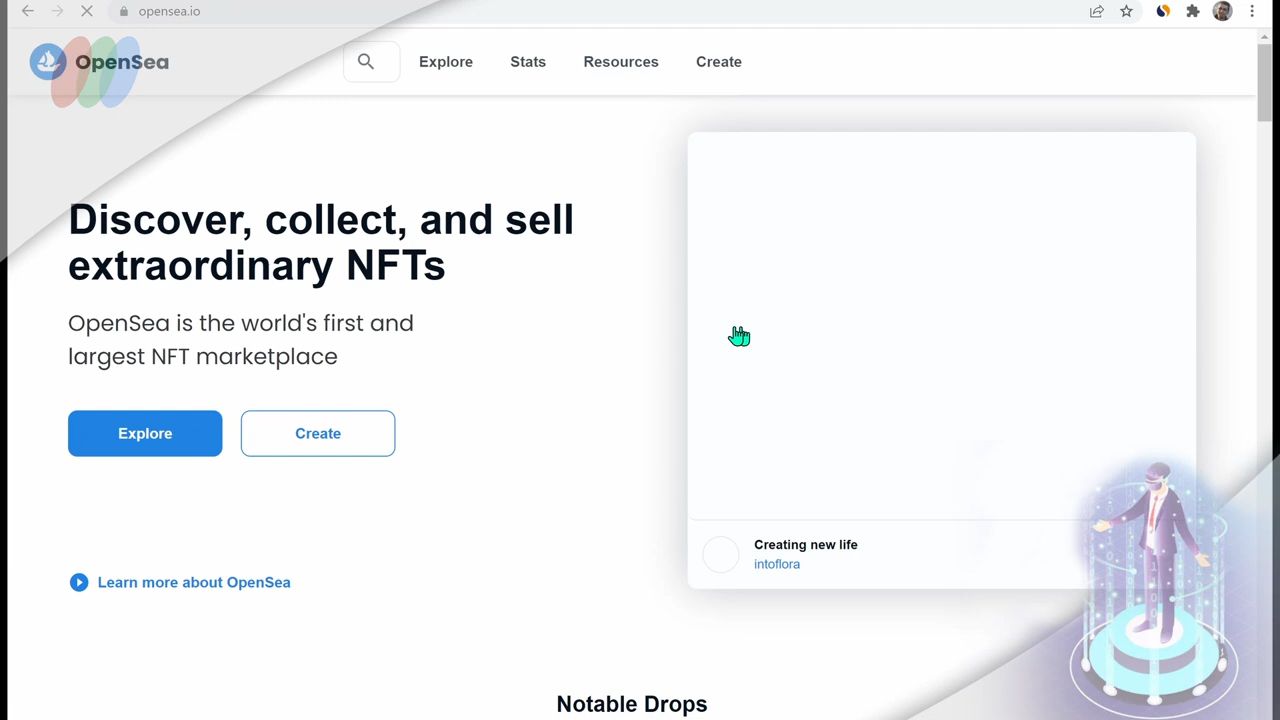 opensea.io
OpenSea
Explore
Stats
Resources
Create
Discover, collect, and sell
extraordinary NFTs
OpenSea is the world's first and
largest NFT marketplace
Explore
Create
Creating new life
intoflora
Learn more about OpenSea
Notable Drops